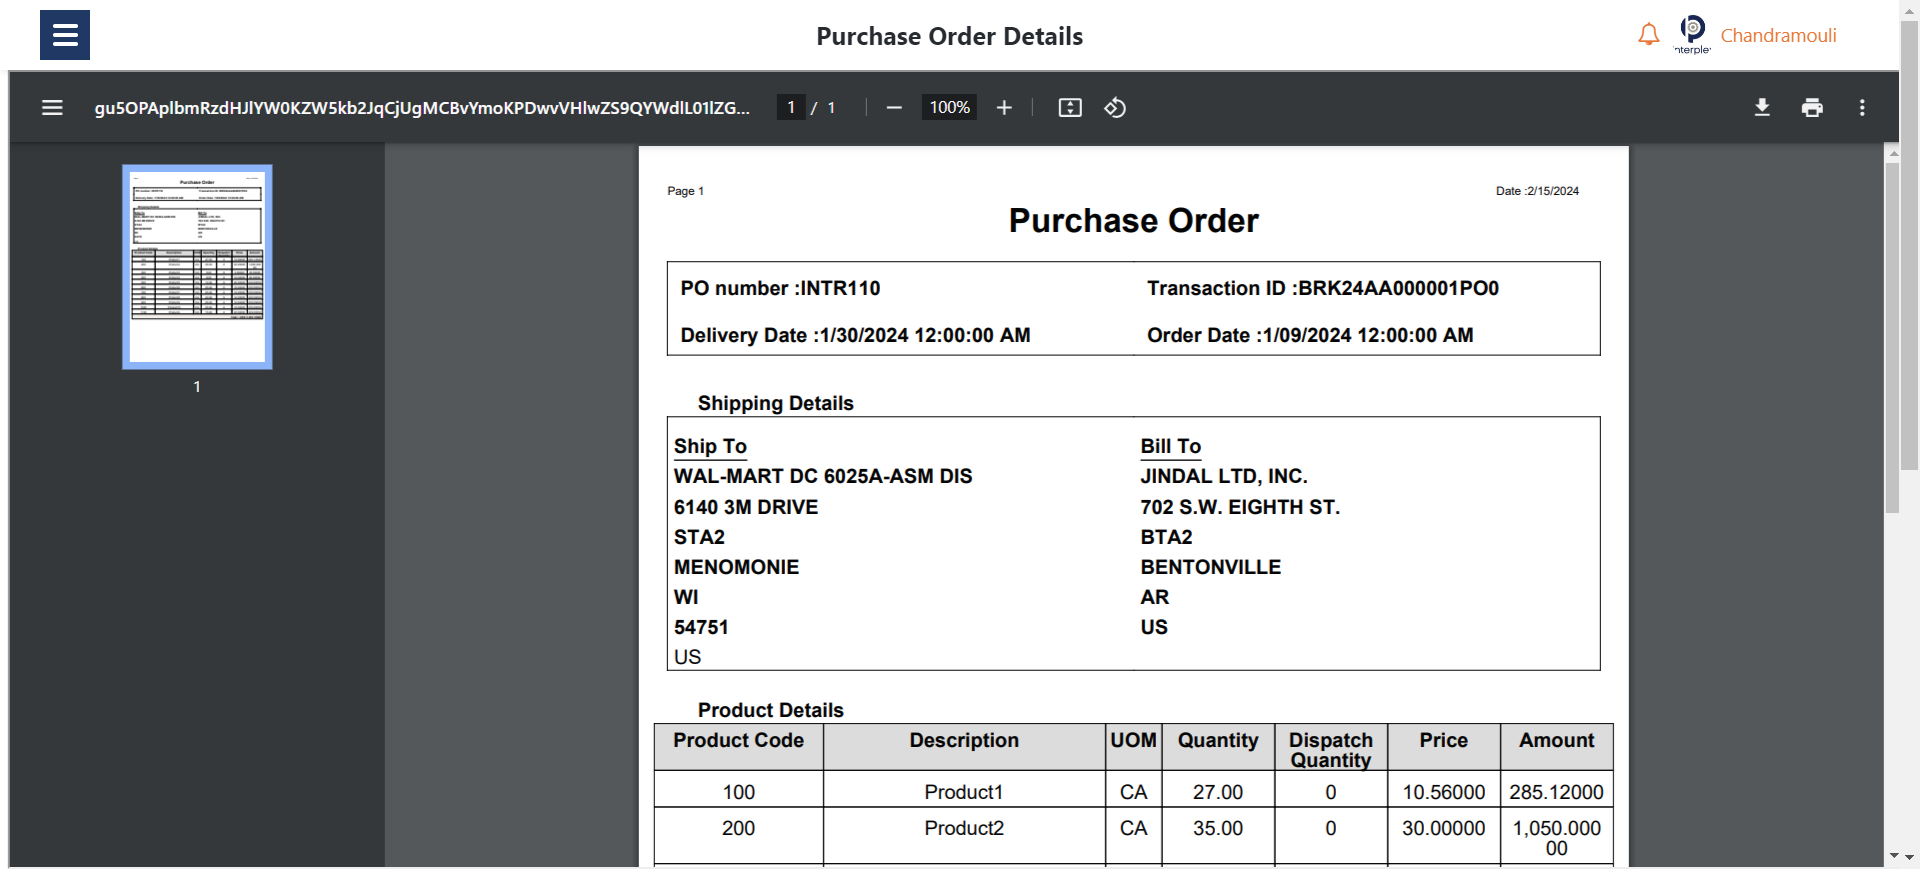 Purchase Order Details
nterple
Chandramouli
gu5OPAplbmRzdHJlYW0KZW5kb2JqCjUgMCBvYmoKPDwvVHlwZS9QYWdlL01lZG...
1 / 1
100%
1
Page 1
Date :2/15/2024
Purchase Order
PO number :INTR110
Transaction ID :BRK24AA000001PO0
Delivery Date :1/30/2024 12:00:00 AM
Order Date :1/09/2024 12:00:00 AM
Shipping Details
Ship To
WAL-MART DC 6025A-ASM DIS
6140 3M DRIVE
STA2
MENOMONIE
WI
54751
US
Bill To
JINDAL LTD, INC.
702 S.W. EIGHTH ST.
BTA2
BENTONVILLE
AR
US
Product Details
Product Code Description UOM Quantity Dispatch Quantity Price Amount
100 Product1 CA 27.00 0 10.56000 285.12000
200 Product2 CA 35.00 0 30.00000 1,050.000
00